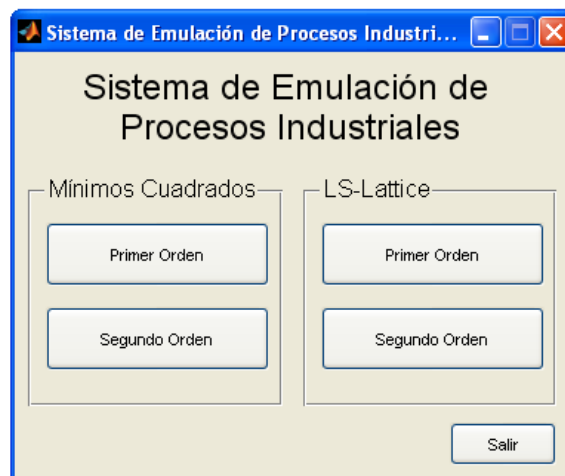 Sistema de Emulación de Procesos Industri...
Sistema de Emulación de
Procesos Industriales
Mínimos Cuadrados
Primer Orden
Segundo Orden
LS-Lattice
Primer Orden
Segundo Orden
Salir